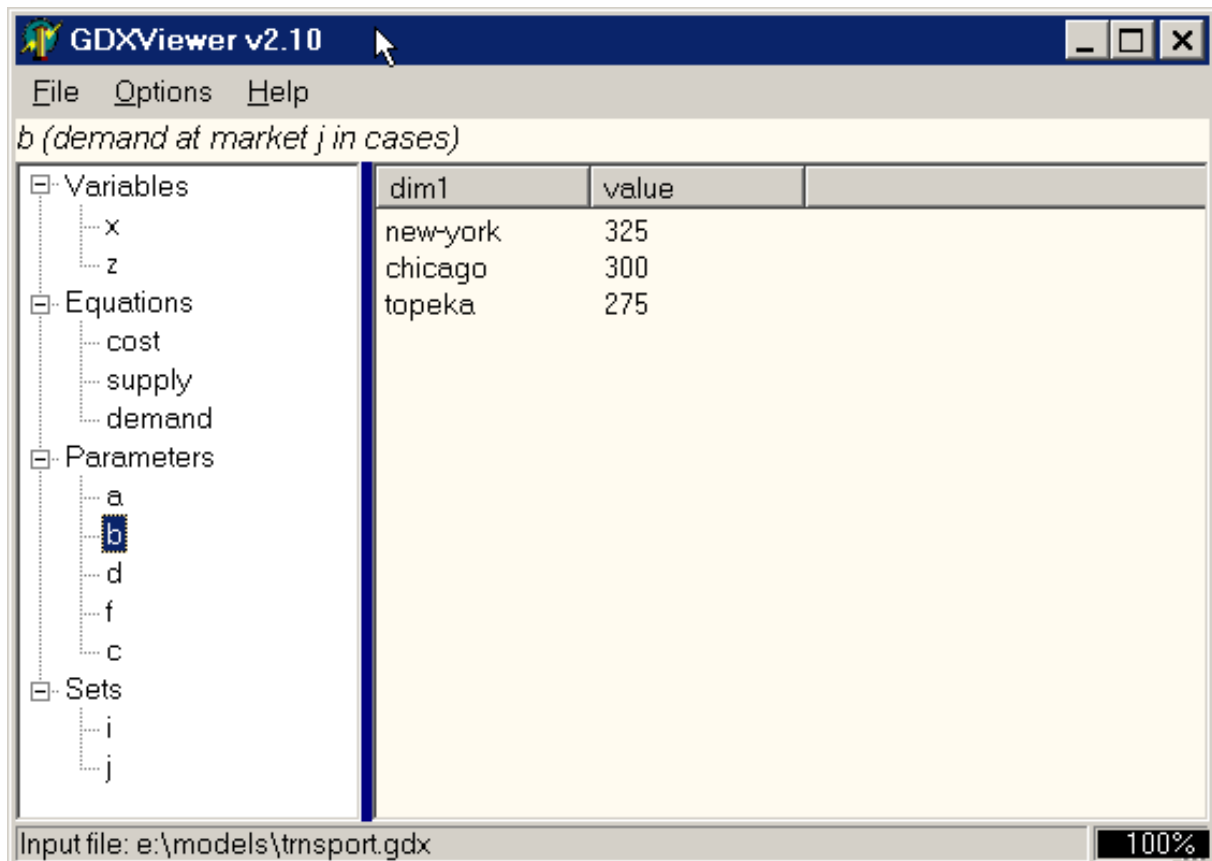 GDXViewer v2.10
File Options Help
b (demand at market j in cases)
Variables
x
z
Equations
cost
supply
demand
Parameters
a
b
d
f
c
Sets
i
j
dim1 value
new-york 325
chicago 300
topeka 275
Input file: e:\models\trnsport.gdx 100%